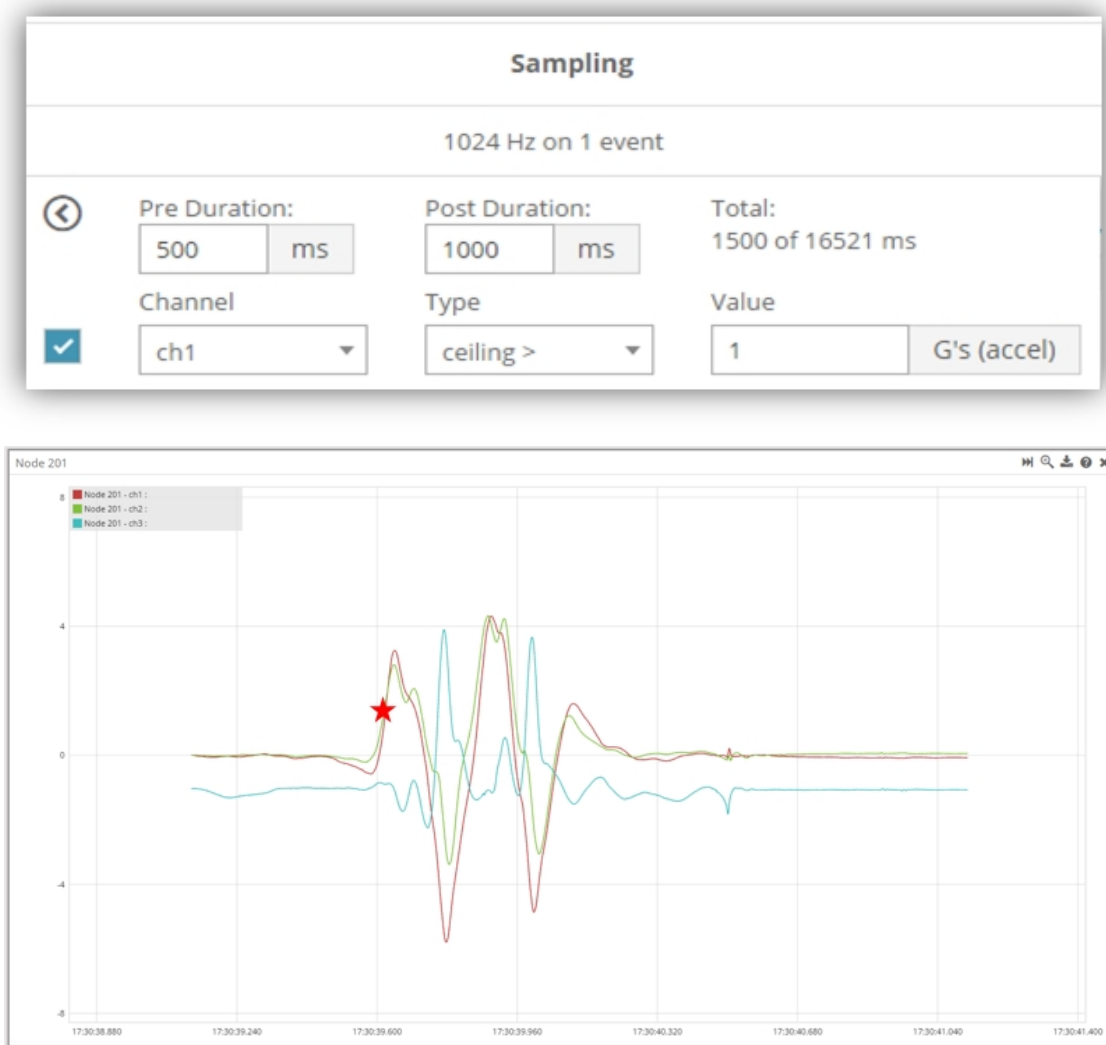 Sampling
1024 Hz on 1 event
Pre Duration: Post Duration: Total:
500 ms 1000 ms 1500 of 16521 ms
Channel Type Value
ch1 ceiling > 1 G's (accel)
Node 201
8
Node 201 - ch1 :
Node 201 - ch2 :
Node 201 - ch3 :
4
0
-4
-8
17:30:38.880 17:30:39.240 17:30:39.600 17:30:39.960 17:30:40.320 17:30:40.680 17:30:41.040 17:30:41.400